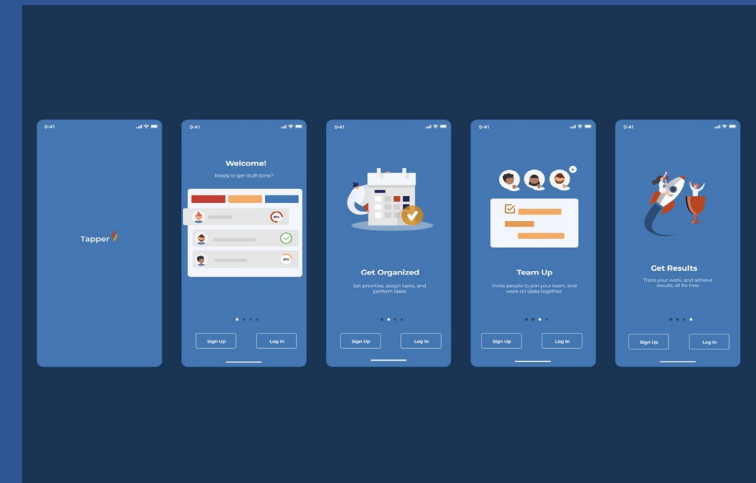 9:41
Tapper
9:41
Welcome!
Ready to get stuff done?
Sign Up
Log In
9:41
Get Organized
Set priorities, assign tasks, and
perform tasks
Sign Up
Log In
9:41
Team Up
Invite people to join your team, and
work on tasks together
Sign Up
Log In
9:41
Get Results
Track your work, and achieve
results, all for free
Sign Up
Log In